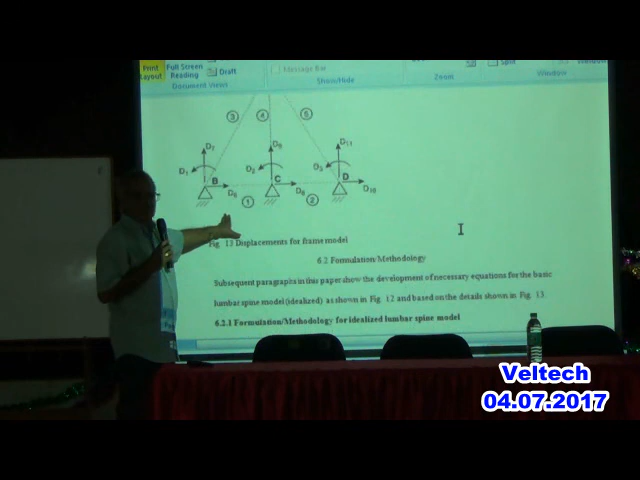 Print Layout
Full Screen Reading
Draft
Document Views
Message Bar
Show/Hide
Zoom
Split
Window
Window
3 4 5
D7 D11
D1 D2 D3
B C D
D6 D8 D10
1 2
Fig 13 Displacements for frame model
6.2 Formulation/Methodology
Subsequent paragraphs in this paper show the development of necessary equations for the basic
lumbar spine model (idealized) as shown in Fig. 12 and based on the details shown in Fig. 13.
6.2.1 Formulation/Methodology for idealized lumbar spine model
Veltech
04.07.2017